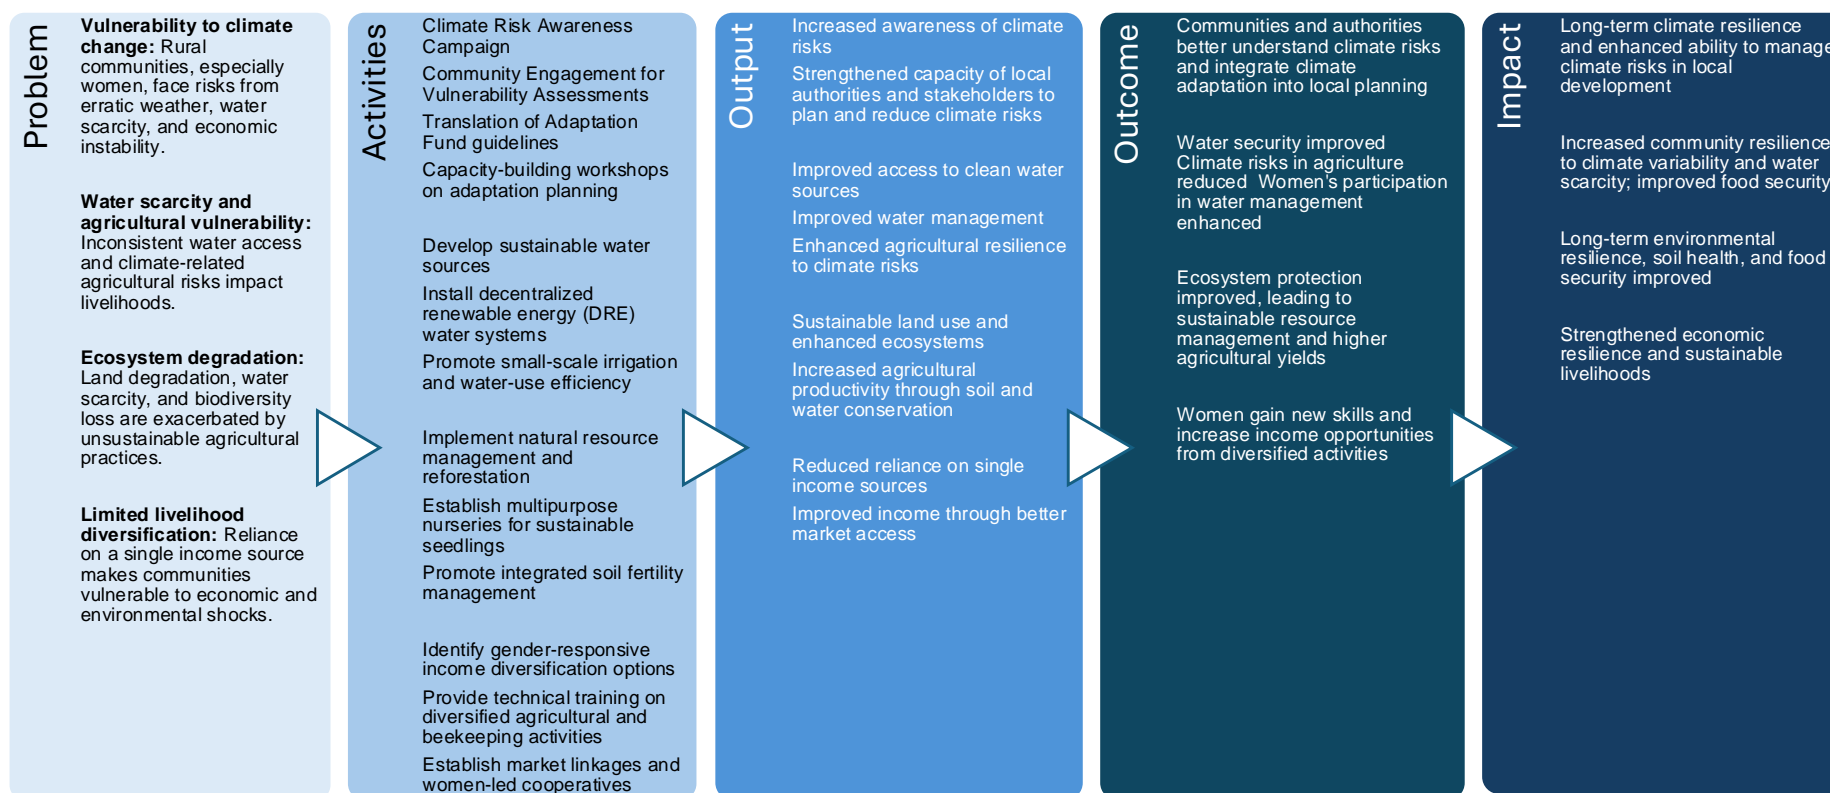 Problem
Vulnerability to climate
change: Rural
communities, especially
women, face risks from
erratic weather, water
scarcity, and economic
instability.
Water scarcity and
agricultural vulnerability:
Inconsistent water access
and climate-related
agricultural risks impact
livelihoods.
Ecosystem degradation:
Land degradation, water
scarcity, and biodiversity
loss are exacerbated by
unsustainable agricultural
practices.
Limited livelihood
diversification: Reliance
on a single income source
makes communities
vulnerable to economic and
environmental shocks.
Activities
Climate Risk Awareness
Campaign
Community Engagement for
Vulnerability Assessments
Translation of Adaptation
Fund guidelines
Capacity-building workshops
on adaptation planning
Develop sustainable water
sources
Install decentralized
renewable energy (DRE)
water systems
Promote small-scale irrigation
and water-use efficiency
Implement natural resource
management and
reforestation
Establish multipurpose
nurseries for sustainable
seedlings
Promote integrated soil fertility
management
Identify gender-responsive
income diversification options
Provide technical training on
diversified agricultural and
beekeeping activities
Establish market linkages and
women-led cooperatives
Output
Increased awareness of climate
risks
Strengthened capacity of local
authorities and stakeholders to
plan and reduce climate risks
Improved access to clean water
sources
Improved water management
Enhanced agricultural resilience
to climate risks
Sustainable land use and
enhanced ecosystems
Increased agricultural
productivity through soil and
water conservation
Reduced reliance on single
income sources
Improved income through better
market access
Outcome
Communities and authorities
better understand climate risks
and integrate climate
adaptation into local planning
Water security improved
Climate risks in agriculture
reduced  Women's participation
in water management
enhanced
Ecosystem protection
improved, leading to
sustainable resource
management and higher
agricultural yields
Women gain new skills and
increase income opportunities
from diversified activities
Impact
Long-term climate resilience
and enhanced ability to manage
climate risks in local
development
Increased community resilience
to climate variability and water
scarcity; improved food security
Long-term environmental
resilience, soil health, and food
security improved
Strengthened economic
resilience and sustainable
livelihoods